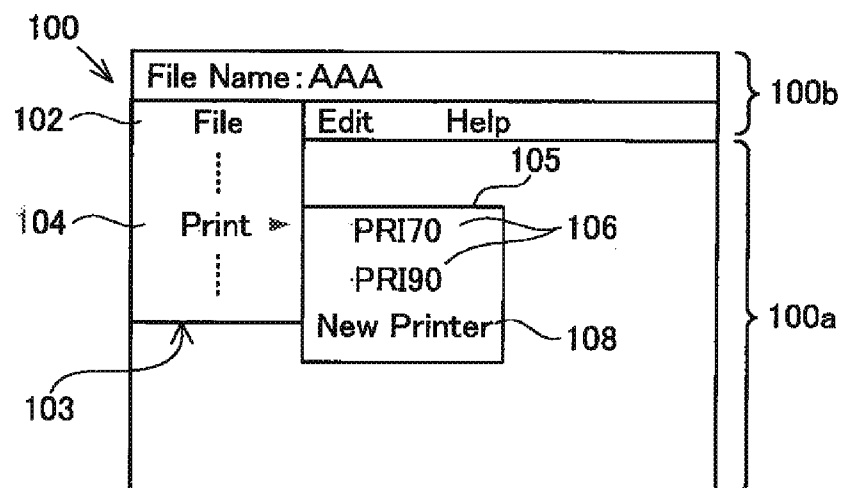 100
File Name:AAA
100b
102
File
Edit
Help
105
104
Print
PRI70
106
PRI90
New Printer
108
100a
103